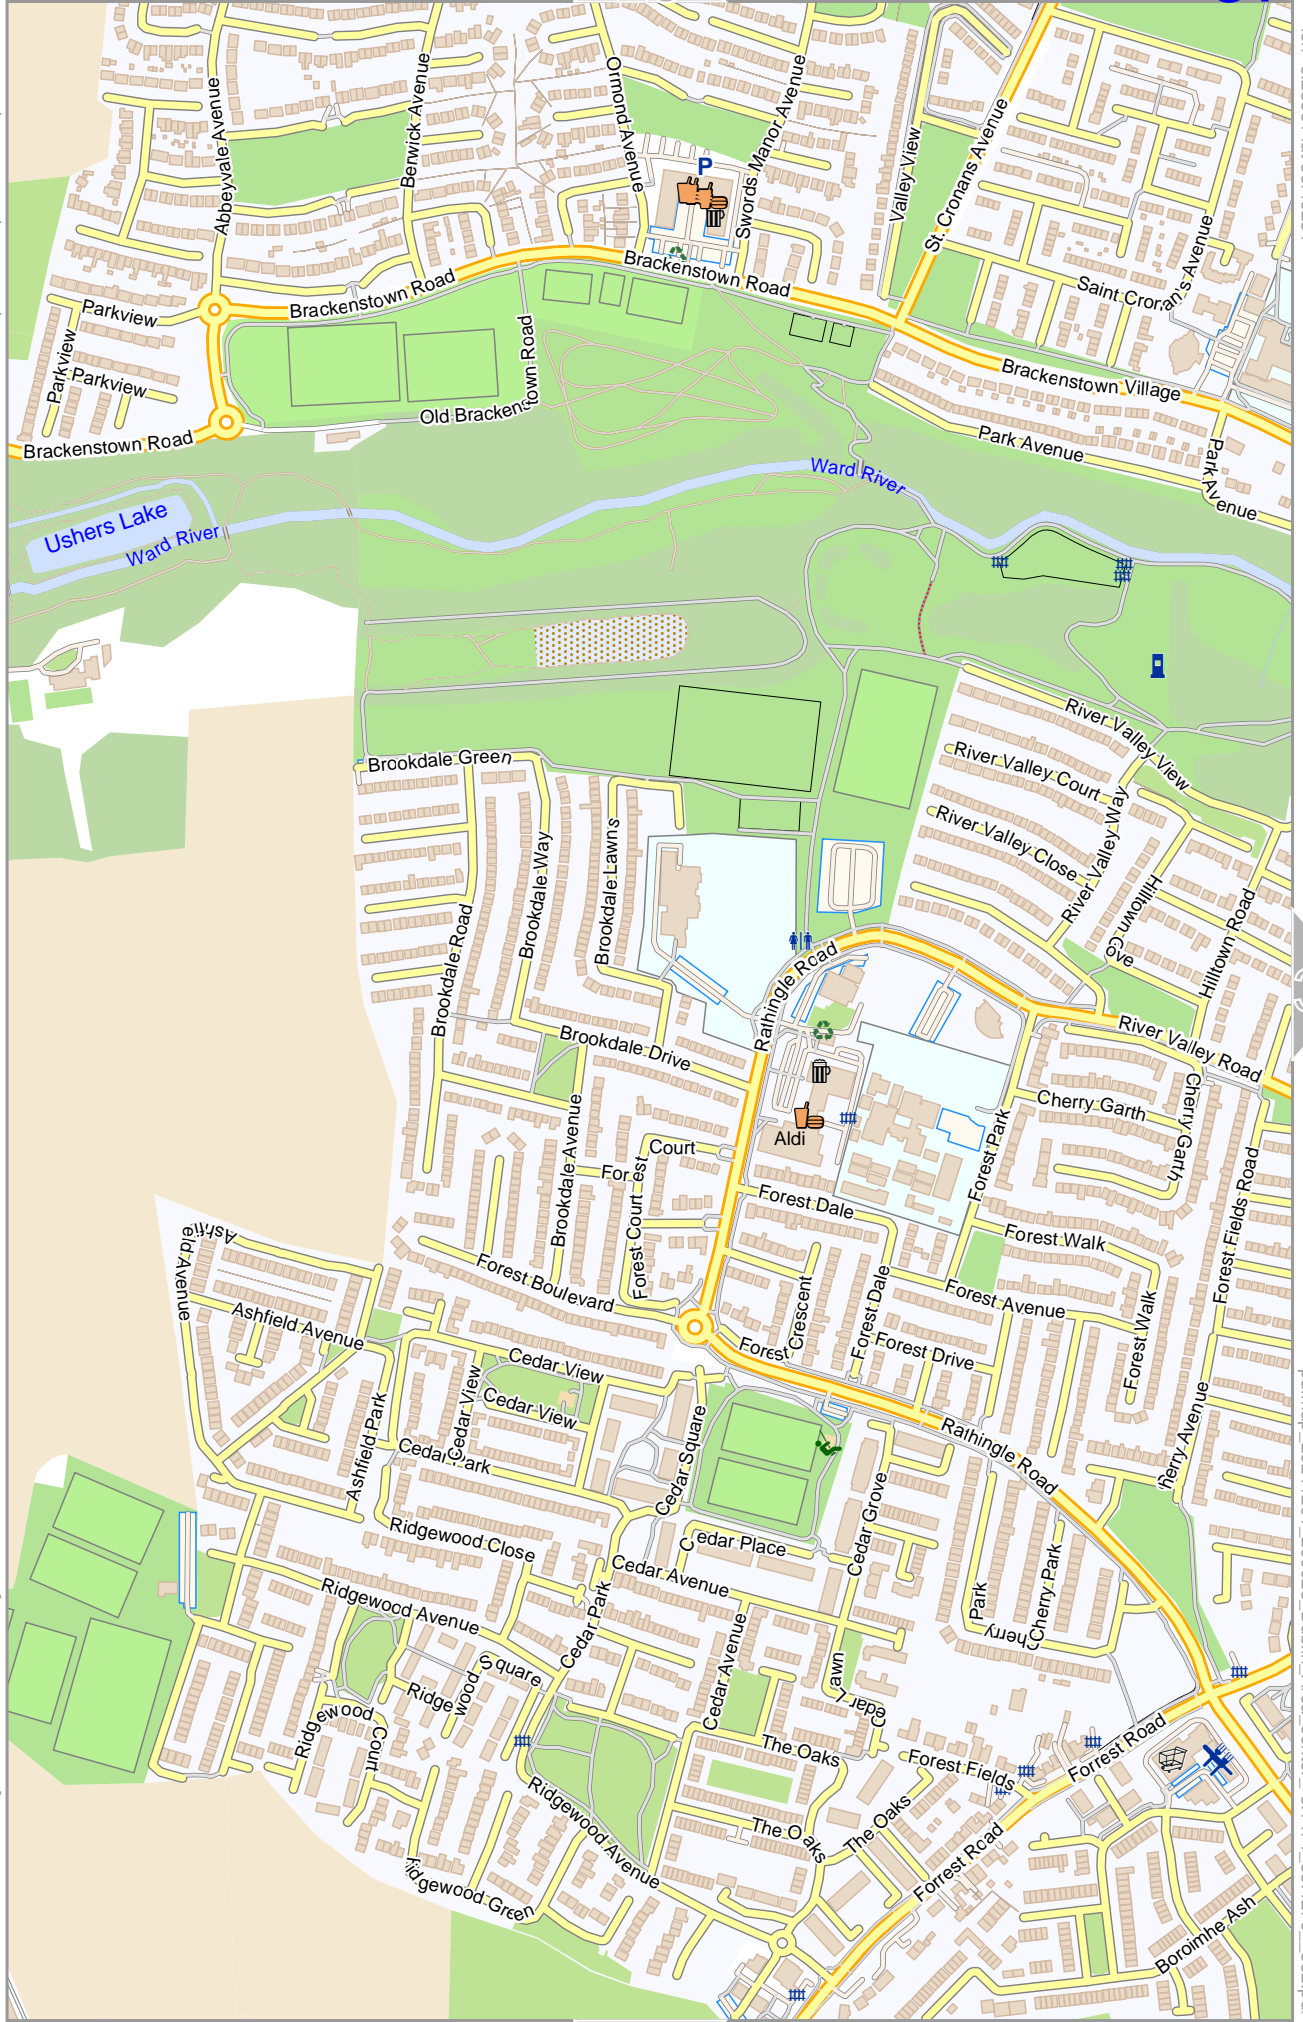 Ormond Avenue
Abbeyvale Avenue
Berwick Avenue
P
Swords Manor Avenue
Valley View
St. Cronans Avenue
Brackenstown Road
Brackenstown Road
Saint Cronan's Avenue
Parkview
Parkview
Parkview
Old Brackenstown Road
Brackenstown Village
Brackenstown Road
Park Avenue
Park Avenue
Ward River
Ushers Lake
Ward River
River Valley View
River Valley Court
Brookdale Green
River Valley Close
River Valley Way
Brookdale Lawns
Brookdale Way
Hilltown Cove
Hilltown Road
Brookdale Road
Rathingle Road
River Valley Road
Brookdale Drive
Cherry Garth
Cherry Garth
Aldi
Forest Park
Brookdale Avenue
Forest Court
Forest Court
Forest Dale
Forest Walk
Forest Fields Road
Ashfield Avenue
Forest Boulevard
Forest Avenue
Forest Dale
Forest Crescent
Forest Walk
Ashfield Avenue
Forest Drive
Cedar View
Cedar View
Cedar View
Ashfield Park
Cedar Park
Cedar Square
Cherry Avenue
Rathingle Road
Cedar Grove
Ridgewood Close
Cedar Place
Cedar Avenue
Cherry Park
Cherry Park
Ridgewood Avenue
Cedar Park
Cedar Avenue
Cedar Lawn
Ridgewood Square
Ridgewood Court
The Oaks
Forest Fields
Forrest Road
Ridgewood Avenue
The Oaks
The Oaks
Forrest Road
Ridgewood Green
Boroimhe Ash